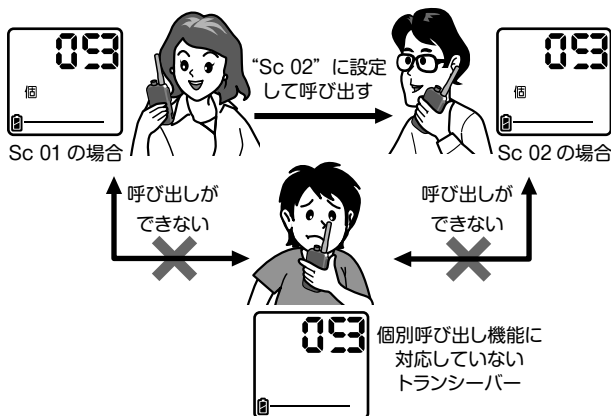 09
個
Sc 01 の場合
“Sc 02”に設定
して呼び出す
09
個
Sc 02 の場合
呼び出しが
できない
呼び出しが
できない
09
個別呼び出し機能に
対応していない
トランシーバー